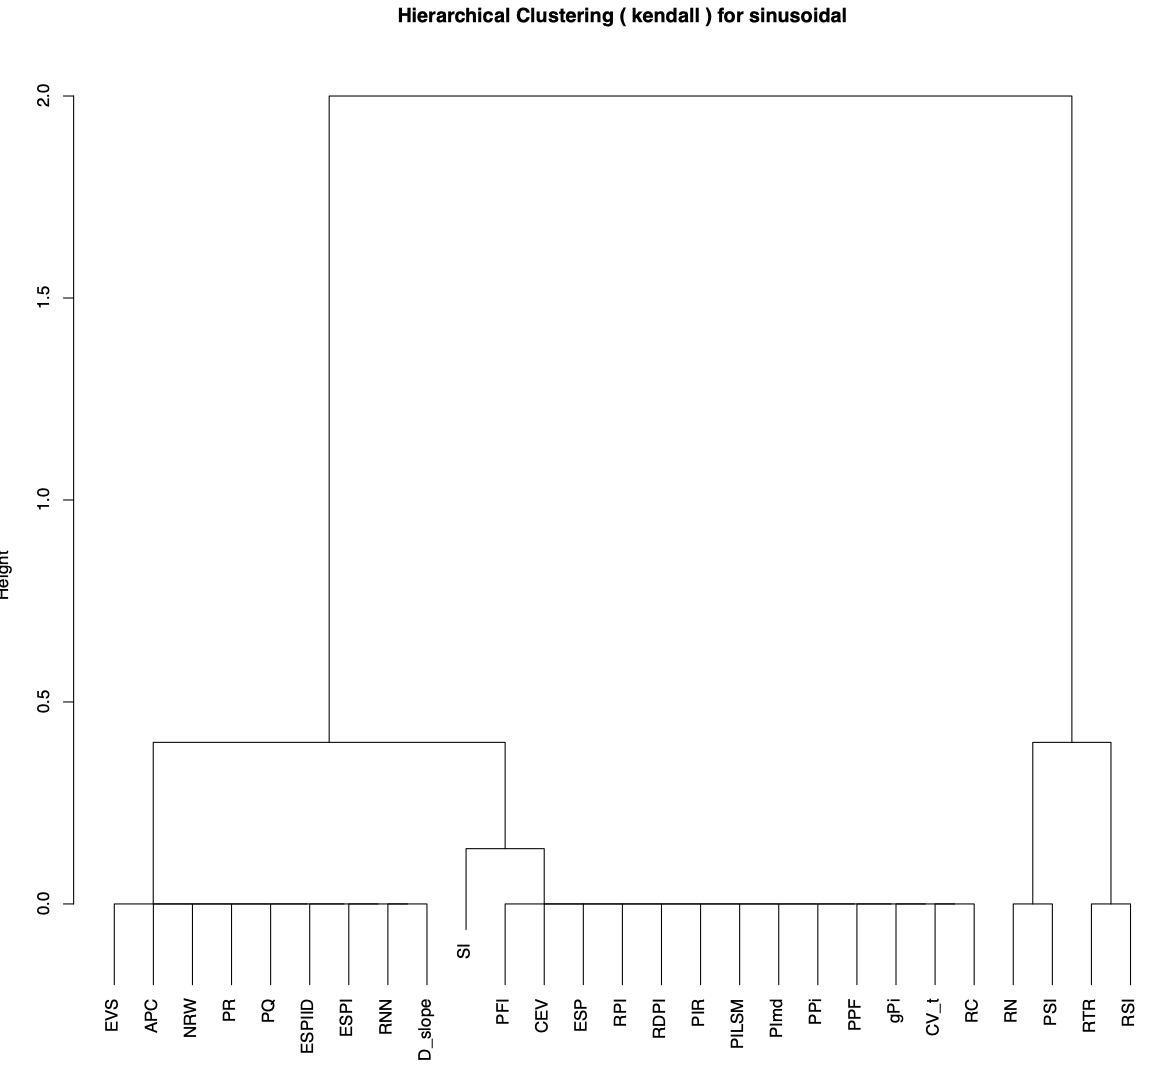 Hierarchical Clustering ( kendall ) for sinusoidal
2.0
1.5
1.0
0.5
0.0
Height
EVS
APC
NRW
PR
PQ
ESPIID
ESPI
RNN
D_slope
SI
PFI
CEV
ESP
RPI
RDPI
PIR
PILSM
PImd
PPi
PPF
gPi
CV_t
RC
RN
PSI
RTR
RSI